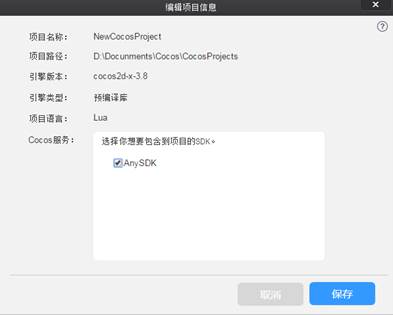 编辑项目信息
项目名称： NewCocosProject
项目路径： D:\Docunments\Cocos\CocosProjects
引擎版本： cocos2d-x-3.8
引擎类型： 预编译库
项目语言： Lua
Cocos服务： 选择你想要包含到项目的SDK。
AnySDK
取消 保存